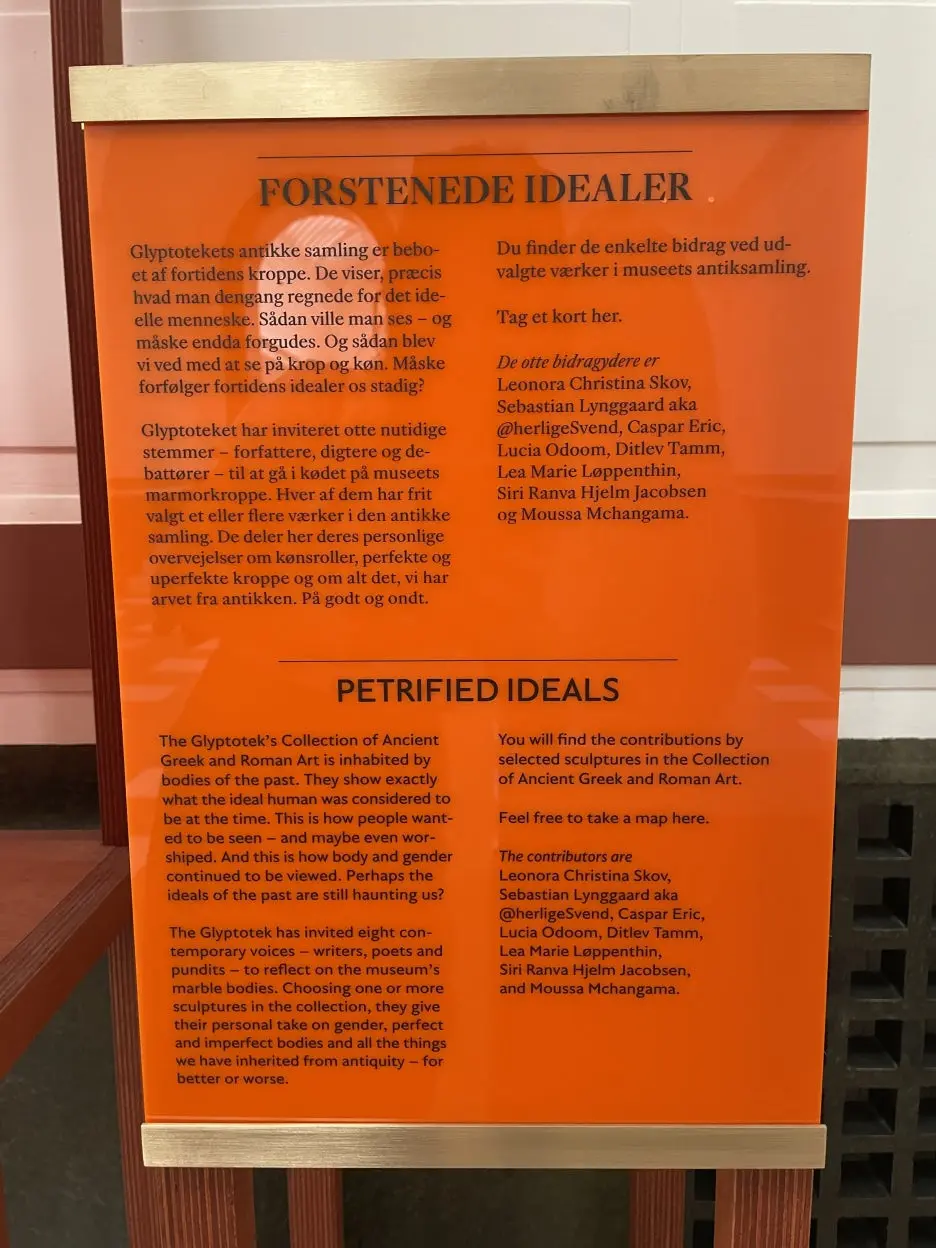 FORSTENEDE IDEALER
Glyptotekets antikke samling er bebo-
et af fortidens kroppe. De viser, præcis
hvad man dengang regnede for det ide-
elle menneske. Sådan ville man ses – og
måske endda forgudes. Og sådan blev
vi ved med at se på krop og køn. Måske
forfølger fortidens idealer os stadig?
Glyptoteket har inviteret otte nutidige
stemmer – forfattere, digtere og de-
battører – til at gå i kødet på museets
marmorkroppe. Hver af dem har frit
valgt et eller flere værker i den antikke
samling. De deler her deres personlige
overvejelser om kønsroller, perfekte og
uperfekte kroppe og om alt det, vi har
arvet fra antikken. På godt og ondt.
Du finder de enkelte bidrag ved ud-
valgte værker i museets antiksamling.
Tag et kort her.
De otte bidragydere er
Leonora Christina Skov,
Sebastian Lynggaard aka
@herligeSvend, Caspar Eric,
Lucia Odoom, Ditlev Tamm,
Lea Marie Løppenthin,
Siri Ranva Hjelm Jacobsen
og Moussa Mchangama.
PETRIFIED IDEALS
The Glyptotek's Collection of Ancient
Greek and Roman Art is inhabited by
bodies of the past. They show exactly
what the ideal human was considered to
be at the time. This is how people want-
ed to be seen – and maybe even wor-
shiped. And this is how body and gender
continued to be viewed. Perhaps the
ideals of the past are still haunting us?
The Glyptotek has invited eight con-
temporary voices – writers, poets and
pundits – to reflect on the museum's
marble bodies. Choosing one or more
sculptures in the collection, they give
their personal take on gender, perfect
and imperfect bodies and all the things
we have inherited from antiquity – for
better or worse.
You will find the contributions by
selected sculptures in the Collection
of Ancient Greek and Roman Art.
Feel free to take a map here.
The contributors are
Leonora Christina Skov,
Sebastian Lynggaard aka
@herligeSvend, Caspar Eric,
Lucia Odoom, Ditlev Tamm,
Lea Marie Løppenthin,
Siri Ranva Hjelm Jacobsen,
and Moussa Mchangama.